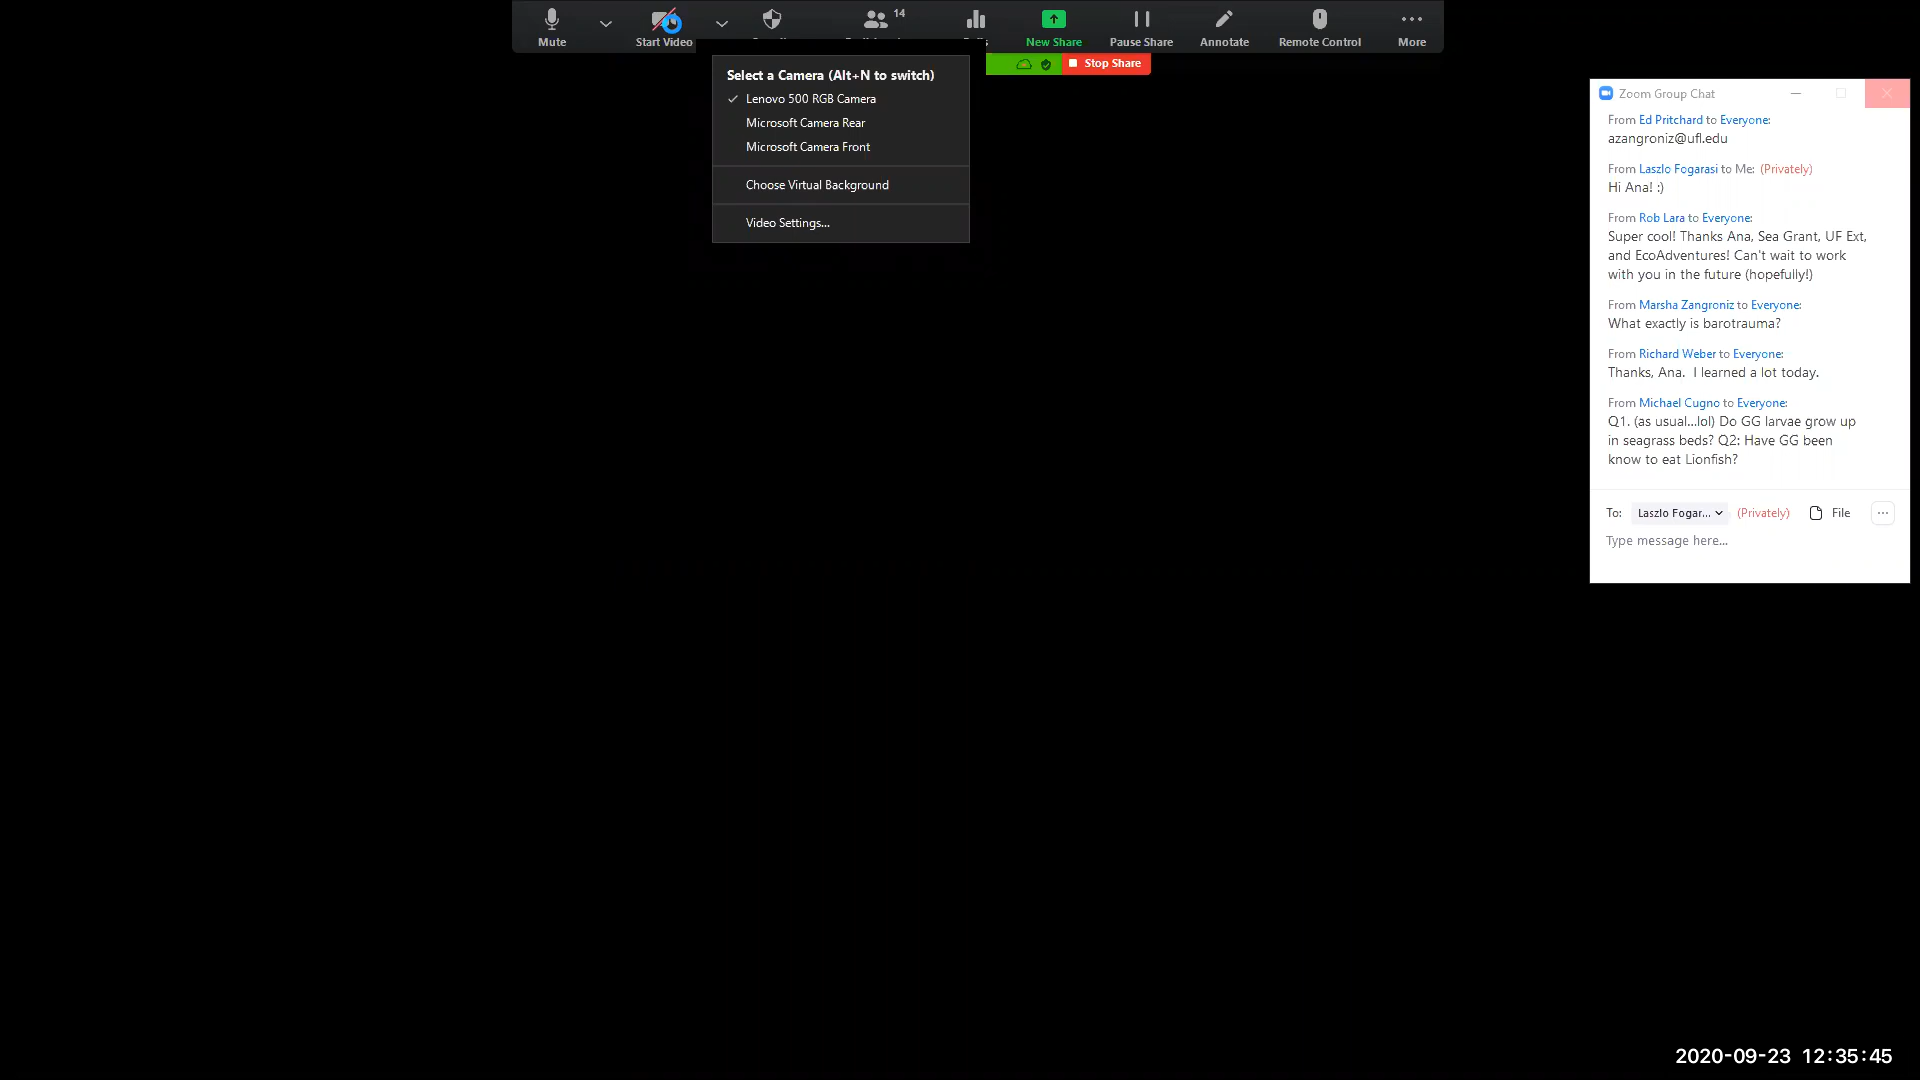 Mute
Start Video
14
New Share
Pause Share
Annotate
Remote Control
More
Stop Share
Select a Camera (Alt+N to switch)
Lenovo 500 RGB Camera
Microsoft Camera Rear
Microsoft Camera Front
Choose Virtual Background
Video Settings...
Zoom Group Chat
From Ed Pritchard to Everyone:
azangroniz@ufl.edu
From Laszlo Fogarasi to Me: (Privately)
Hi Ana! :)
From Rob Lara to Everyone:
Super cool! Thanks Ana, Sea Grant, UF Ext,
and EcoAdventures! Can't wait to work
with you in the future (hopefully!)
From Marsha Zangroniz to Everyone:
What exactly is barotrauma?
From Richard Weber to Everyone:
Thanks, Ana.  I learned a lot today.
From Michael Cugno to Everyone:
Q1. (as usual...lol) Do GG larvae grow up
in seagrass beds? Q2: Have GG been
know to eat Lionfish?
To: Laszlo Fogar... (Privately) File
Type message here...
2020-09-23 12:35:45